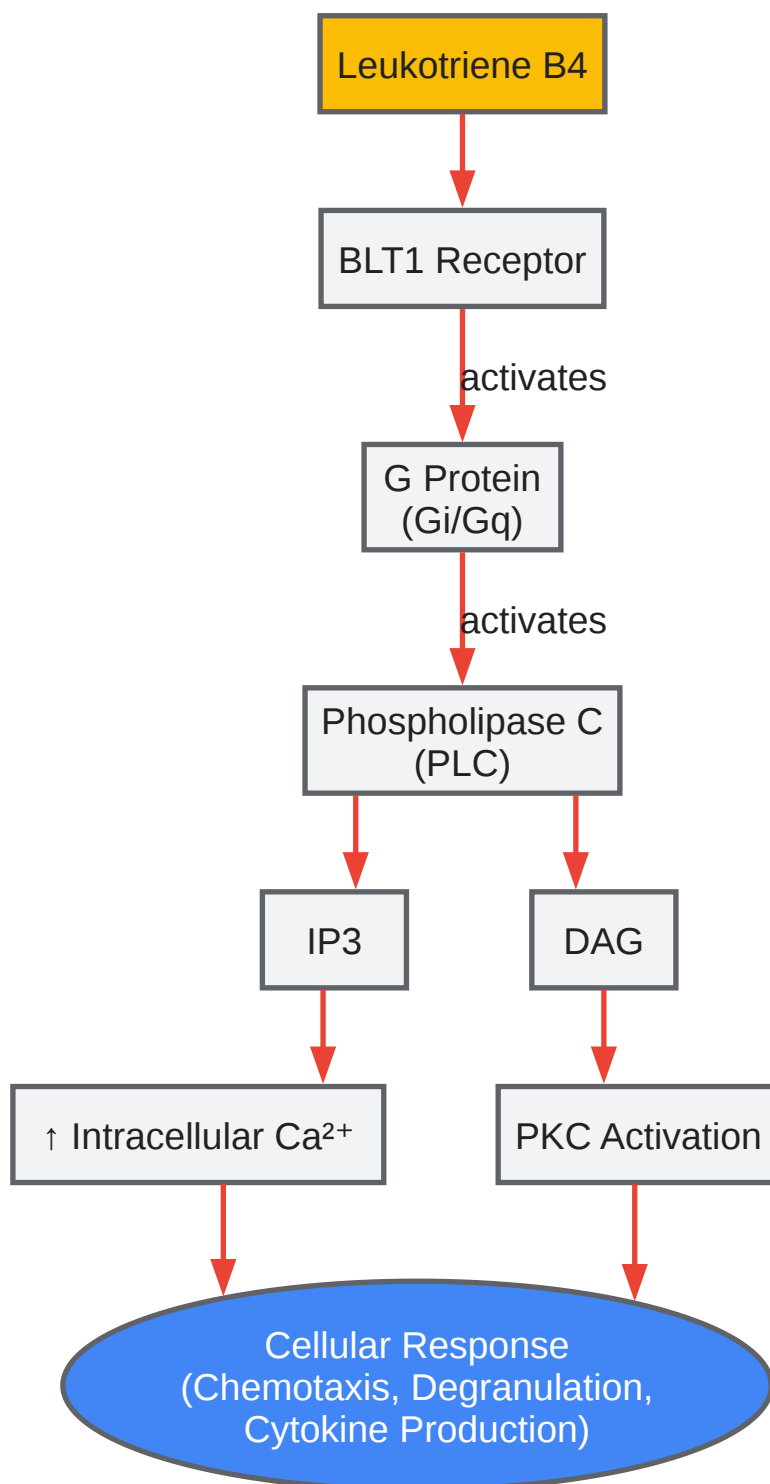 Leukotriene B4
BLT1 Receptor
activates
G Protein
(Gi/Gq)
activates
Phospholipase C
(PLC)
IP3
DAG
↑ Intracellular Ca²⁺
PKC Activation
Cellular Response
(Chemotaxis, Degranulation,
Cytokine Production)